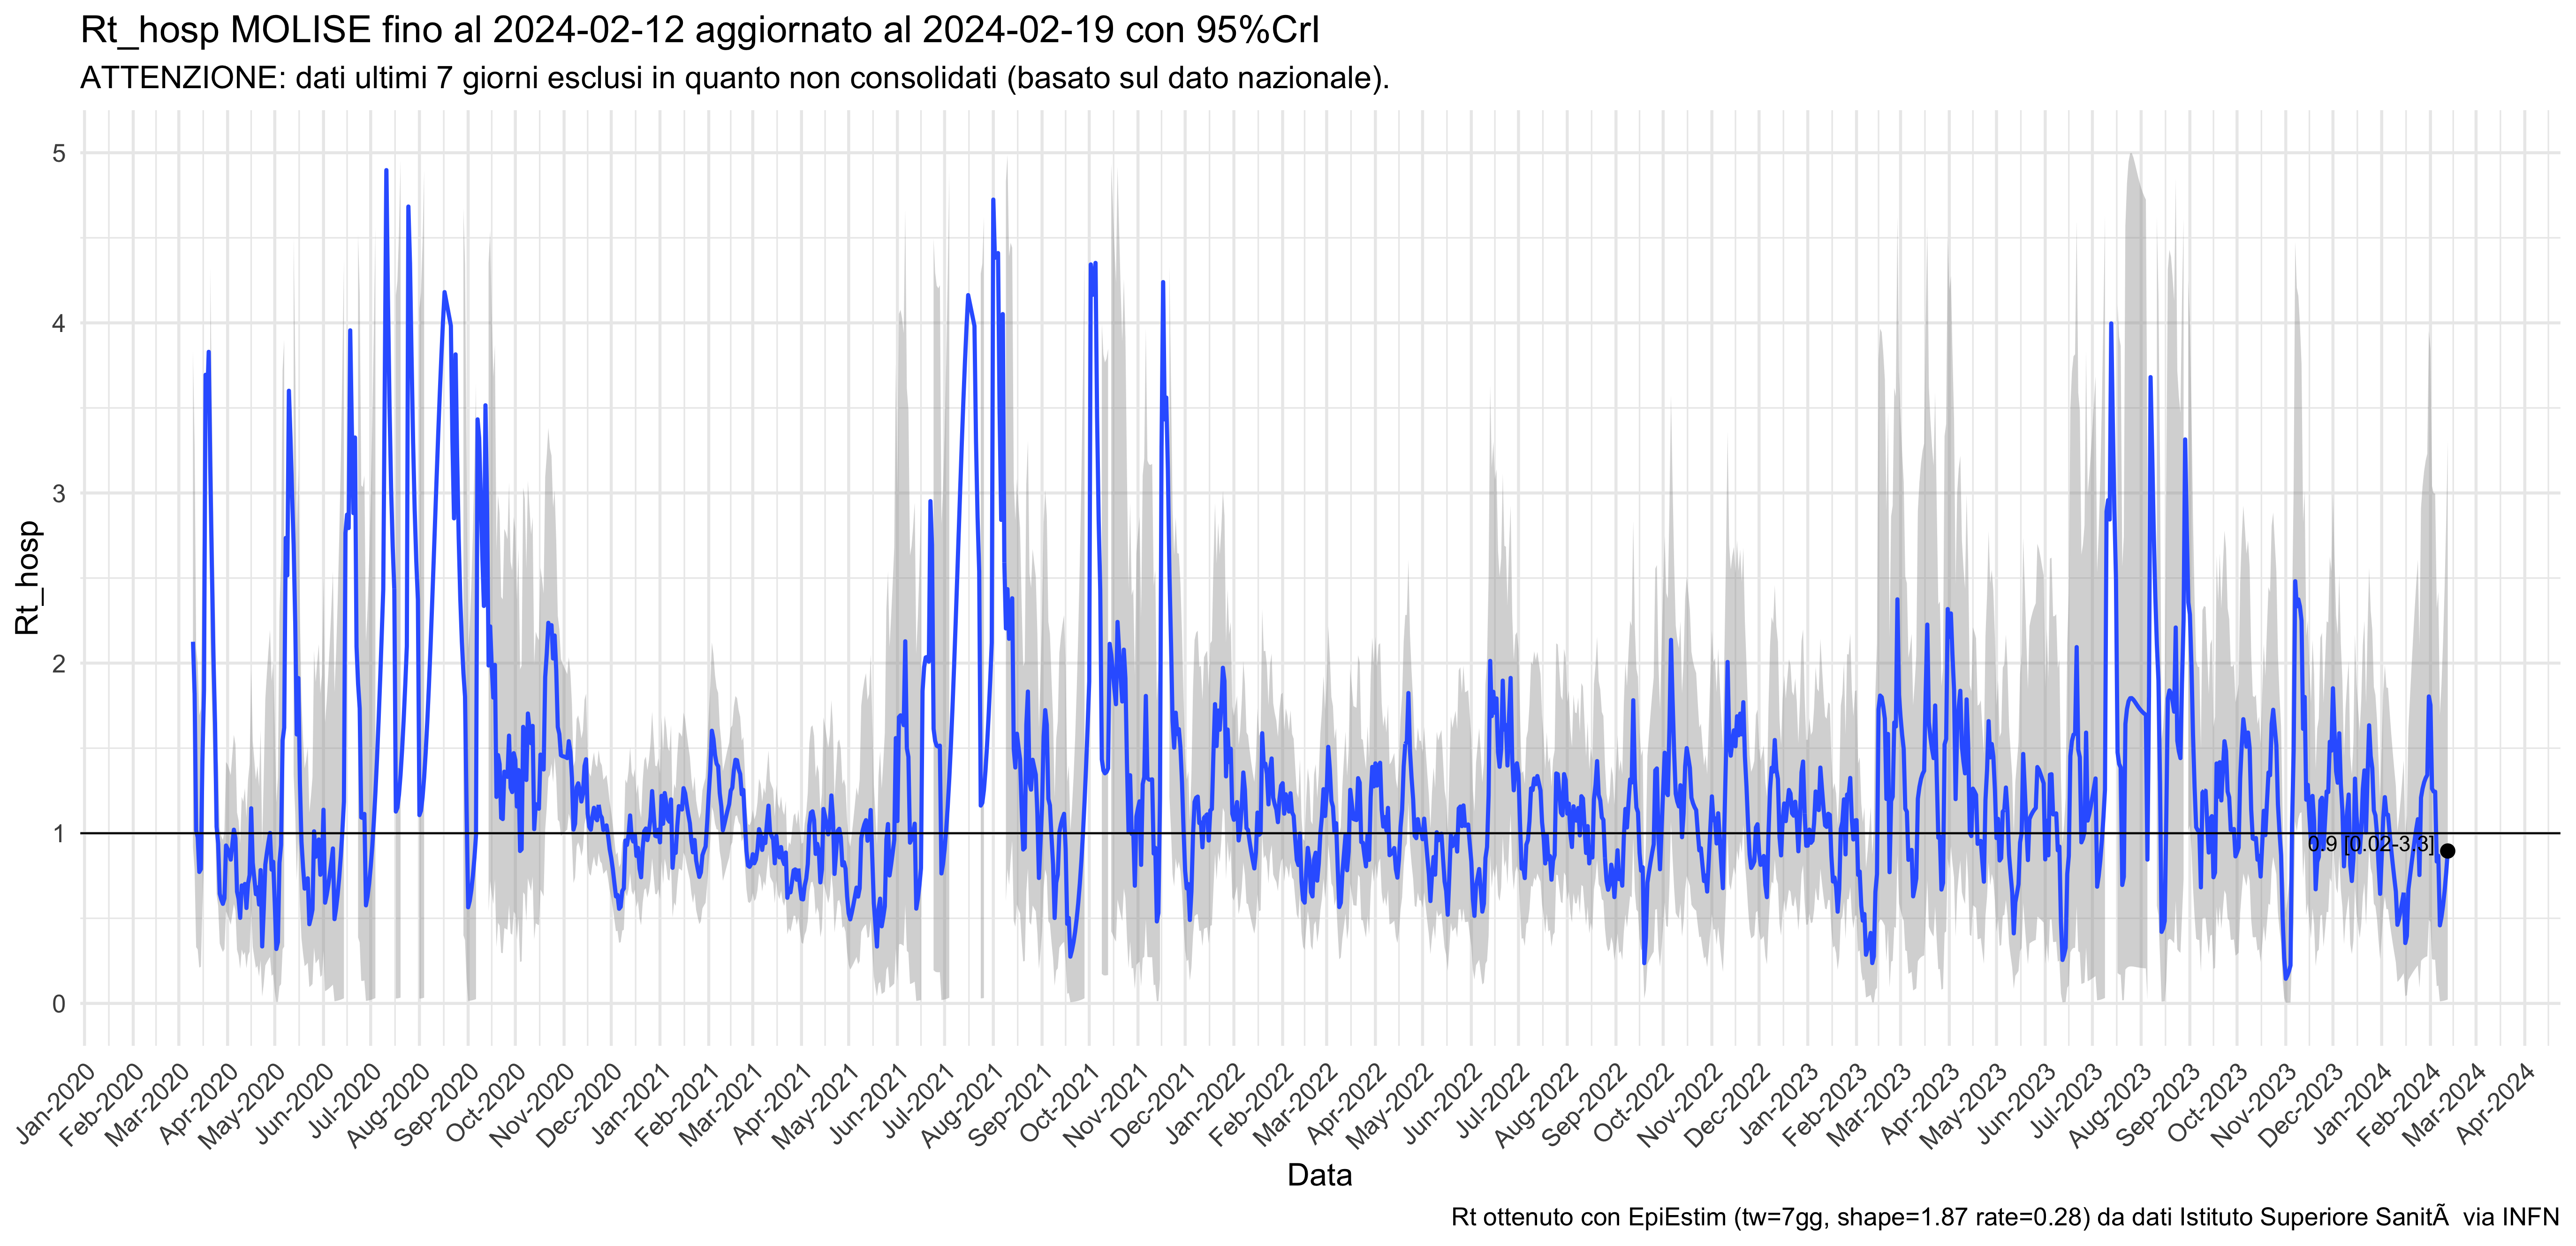 Rt_hosp MOLISE fino al 2024-02-12 aggiornato al 2024-02-19 con 95%CrI
ATTENZIONE: dati ultimi 7 giorni esclusi in quanto non consolidati (basato sul dato nazionale).
5
4
3
2
1
0
Rt_hosp
0.9 [0.02-3.3]
Jan-2020
Feb-2020
Mar-2020
Apr-2020
May-2020
Jun-2020
Jul-2020
Aug-2020
Sep-2020
Oct-2020
Nov-2020
Dec-2020
Jan-2021
Feb-2021
Mar-2021
Apr-2021
May-2021
Jun-2021
Jul-2021
Aug-2021
Sep-2021
Oct-2021
Nov-2021
Dec-2021
Jan-2022
Feb-2022
Mar-2022
Apr-2022
May-2022
Jun-2022
Jul-2022
Aug-2022
Sep-2022
Oct-2022
Nov-2022
Dec-2022
Jan-2023
Feb-2023
Mar-2023
Apr-2023
May-2023
Jun-2023
Jul-2023
Aug-2023
Sep-2023
Oct-2023
Nov-2023
Dec-2023
Jan-2024
Feb-2024
Mar-2024
Apr-2024
Data
Rt ottenuto con EpiEstim (tw=7gg, shape=1.87 rate=0.28) da dati Istituto Superiore SanitÃ  via INFN